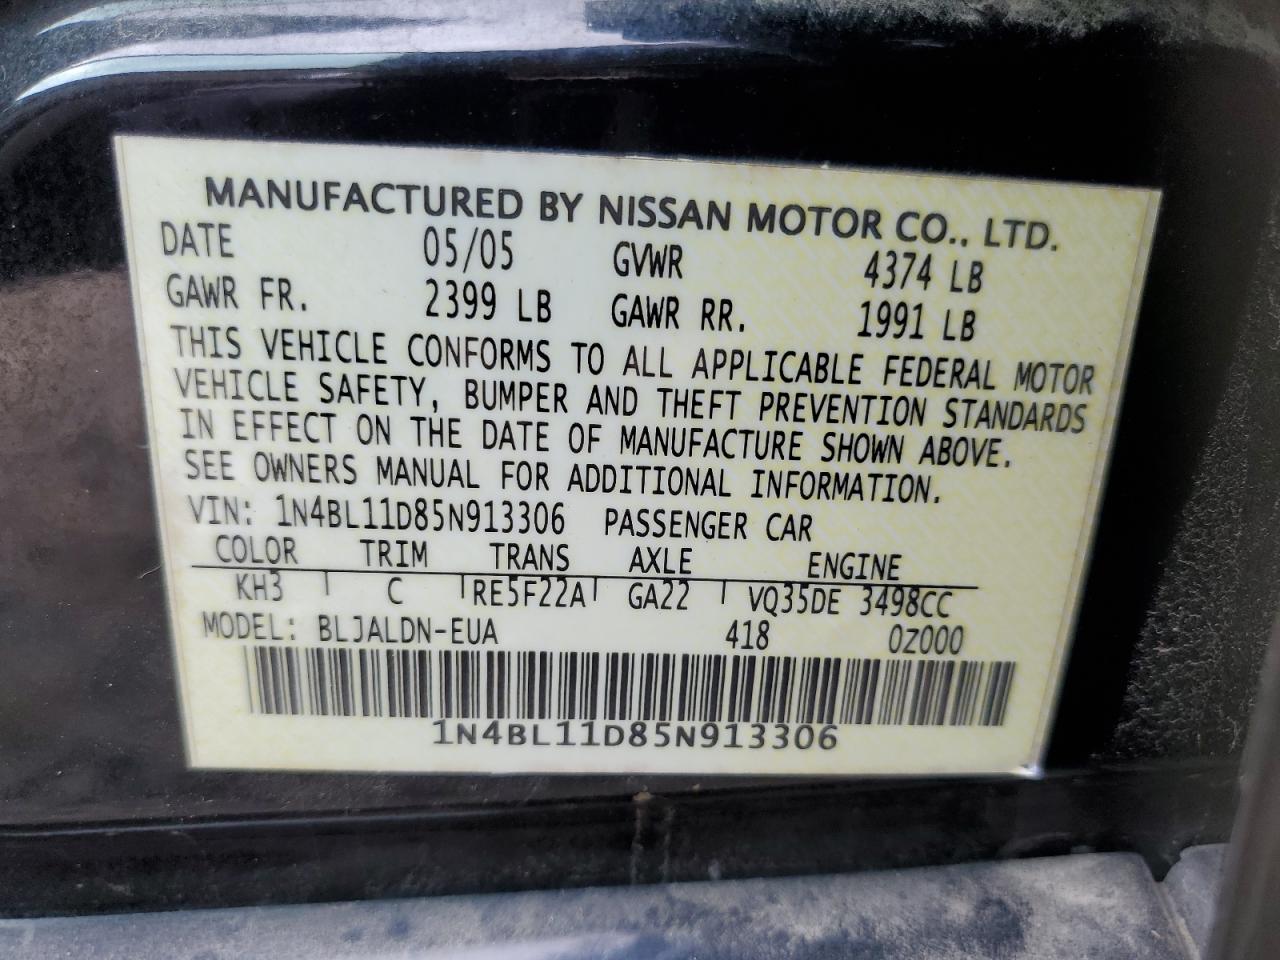 MANUFACTURED BY NISSAN MOTOR CO., LTD.
DATE 05/05 GVWR 4374 LB
GAWR FR. 2399 LB GAWR RR. 1991 LB
THIS VEHICLE CONFORMS TO ALL APPLICABLE FEDERAL MOTOR
VEHICLE SAFETY, BUMPER AND THEFT PREVENTION STANDARDS
IN EFFECT ON THE DATE OF MANUFACTURE SHOWN ABOVE.
SEE OWNERS MANUAL FOR ADDITIONAL INFORMATION.
VIN: 1N4BL11D85N913306 PASSENGER CAR
COLOR TRIM TRANS AXLE ENGINE
KH3 C RE5F22A GA22 VQ35DE 3498CC
MODEL: BLJALDN-EUA 418 0Z000
1N4BL11D85N913306